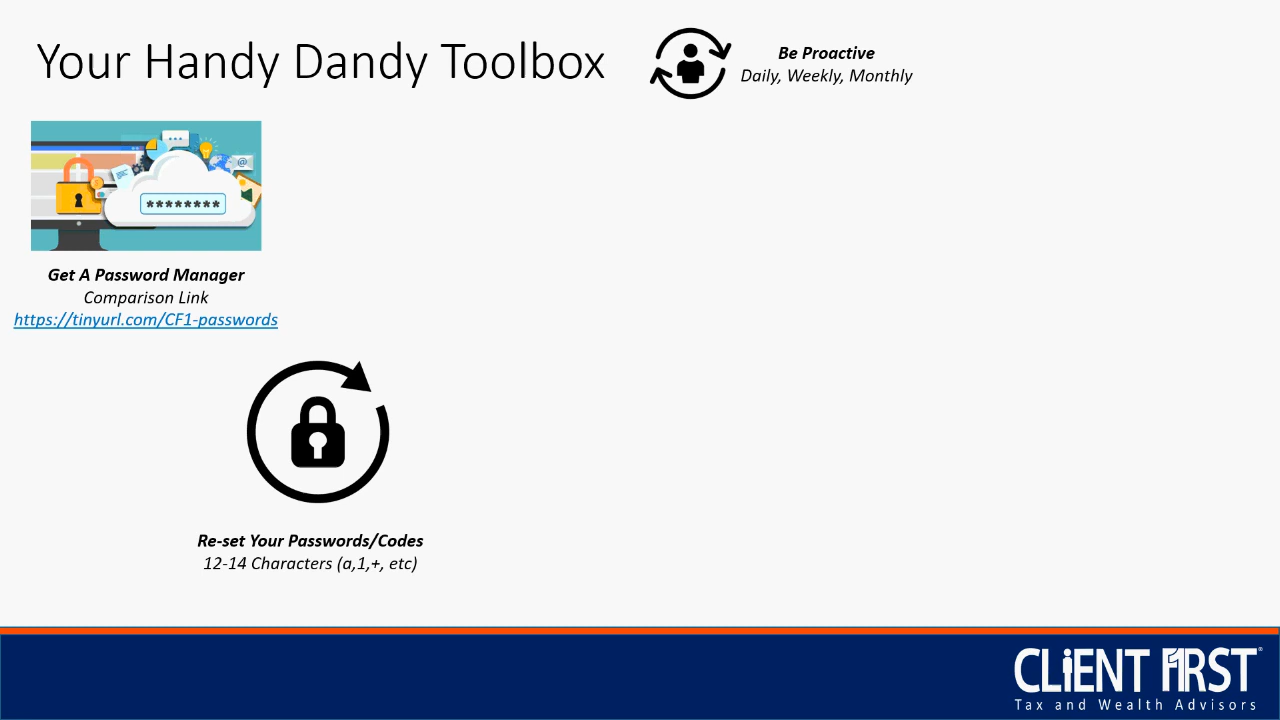 Your Handy Dandy Toolbox
Be Proactive
Daily, Weekly, Monthly
********
Get A Password Manager
Comparison Link
https://tinyurl.com/CF1-passwords
Re-set Your Passwords/Codes
12-14 Characters (a,1,+, etc)
CLiENT F1RST®
Tax and Wealth Advisors